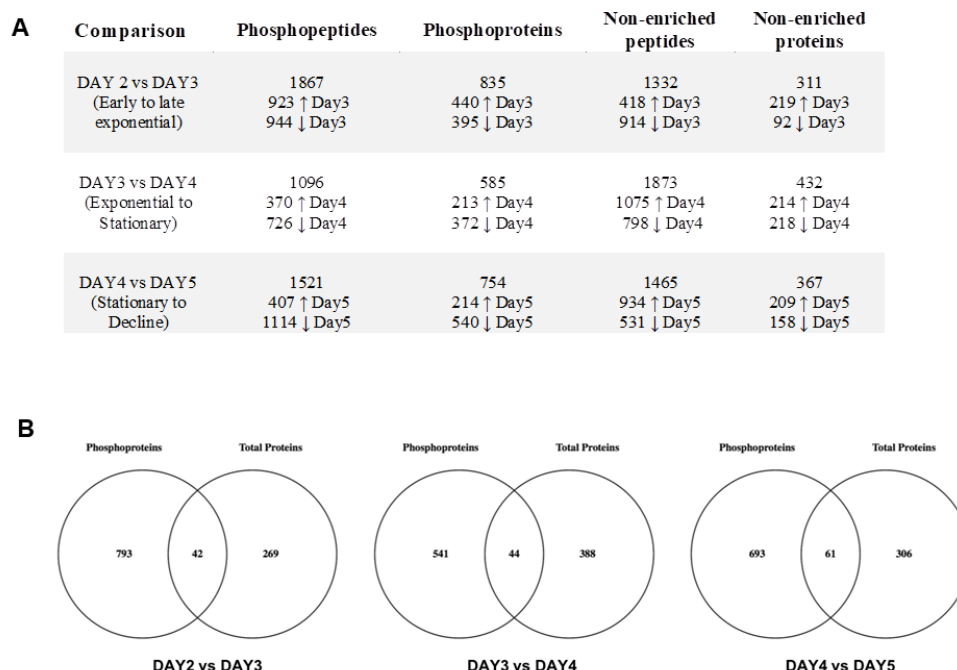 A
Comparison Phosphopeptides Phosphoproteins Non-enriched peptides Non-enriched proteins
DAY 2 vs DAY3 1867 835 1332 311
(Early to late 923 ↑ Day3 440 ↑ Day3 418 ↑ Day3 219 ↑ Day3
exponential) 944 ↓ Day3 395 ↓ Day3 914 ↓ Day3 92 ↓ Day3
DAY3 vs DAY4 1096 585 1873 432
(Exponential to 370 ↑ Day4 213 ↑ Day4 1075 ↑ Day4 214 ↑ Day4
Stationary) 726 ↓ Day4 372 ↓ Day4 798 ↓ Day4 218 ↓ Day4
DAY4 vs DAY5 1521 754 1465 367
(Stationary to 407 ↑ Day5 214 ↑ Day5 934 ↑ Day5 209 ↑ Day5
Decline) 1114 ↓ Day5 540 ↓ Day5 531 ↓ Day5 158 ↓ Day5
B
Phosphoproteins Total Proteins Phosphoproteins Total Proteins Phosphoproteins Total Proteins
793 42 269 541 44 388 693 61 306
DAY2 vs DAY3 DAY3 vs DAY4 DAY4 vs DAY5